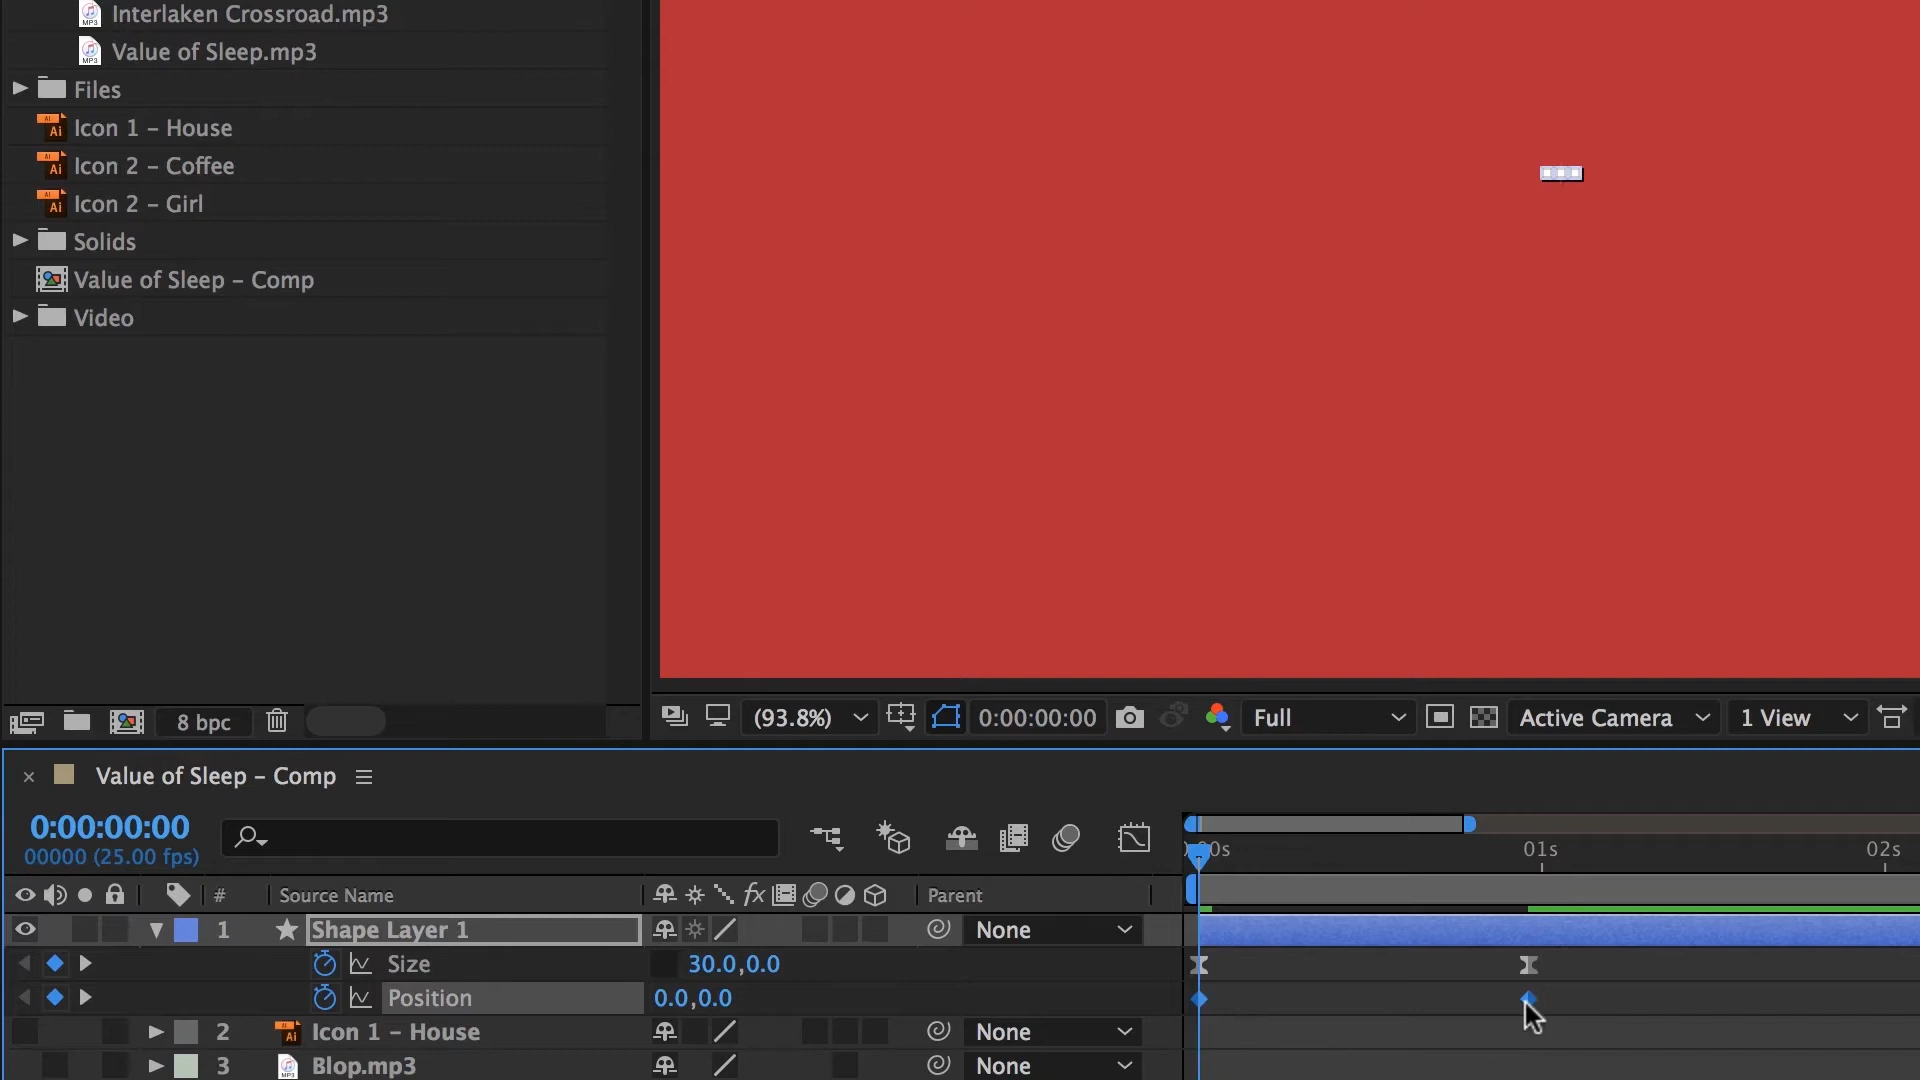 Interlaken Crossroad.mp3
Value of Sleep.mp3
Files
Icon 1 – House
Icon 2 – Coffee
Icon 2 – Girl
Solids
Value of Sleep – Comp
Video
8 bpc
(93.8%)
0:00:00:00
Full
Active Camera
1 View
Value of Sleep – Comp
0:00:00:00
00000 (25.00 fps)
01s
02s
# Source Name
fx
Parent
1 Shape Layer 1 None
Size 30.0,0.0
Position 0.0,0.0
2 Icon 1 – House None
3 Blop.mp3 None